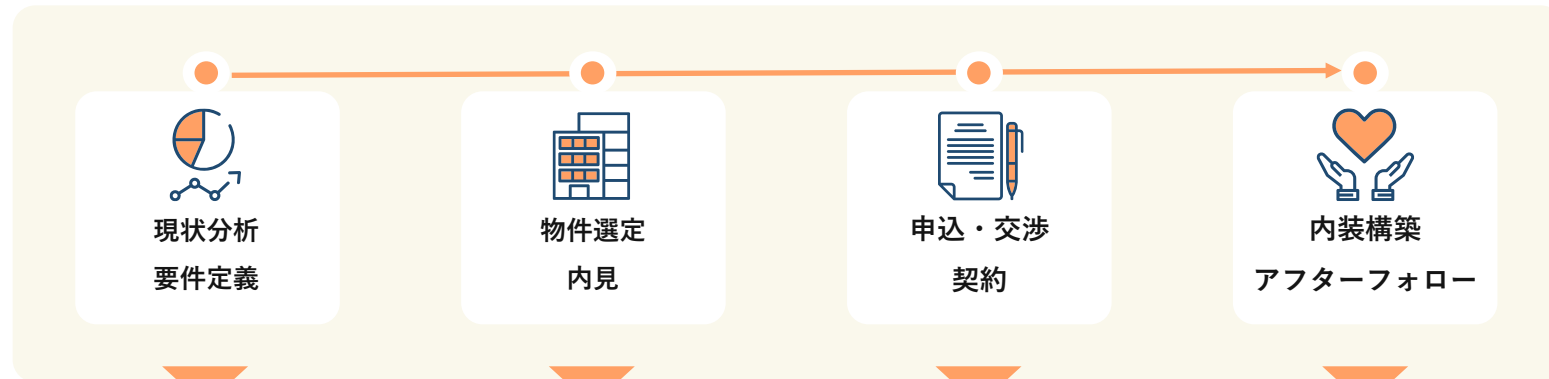 現状分析
要件定義
物件選定
内見
申込・交渉
契約
内装構築
アフターフォロー